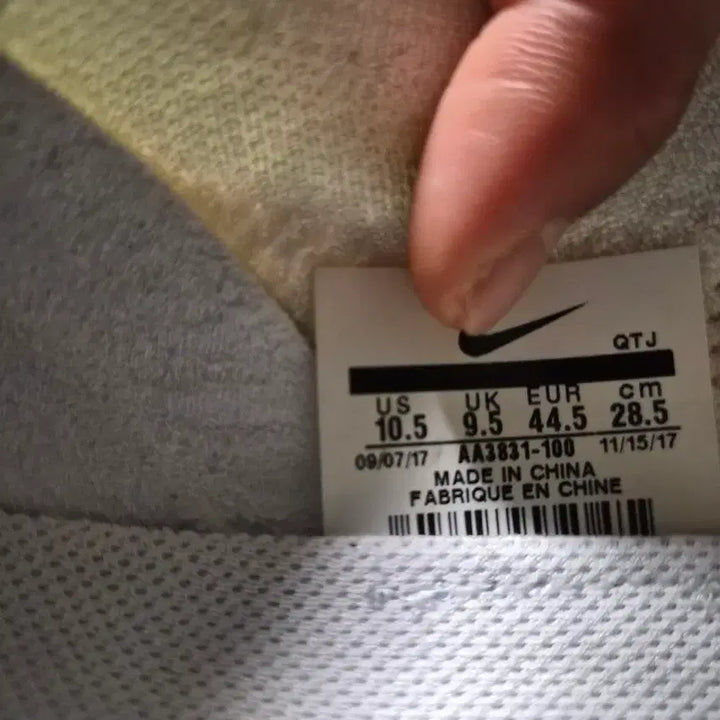 QTJ
US UK EUR cm
10.5 9.5 44.5 28.5
09/07/17 AA3831-100 11/15/17
MADE IN CHINA
FABRIQUE EN CHINE